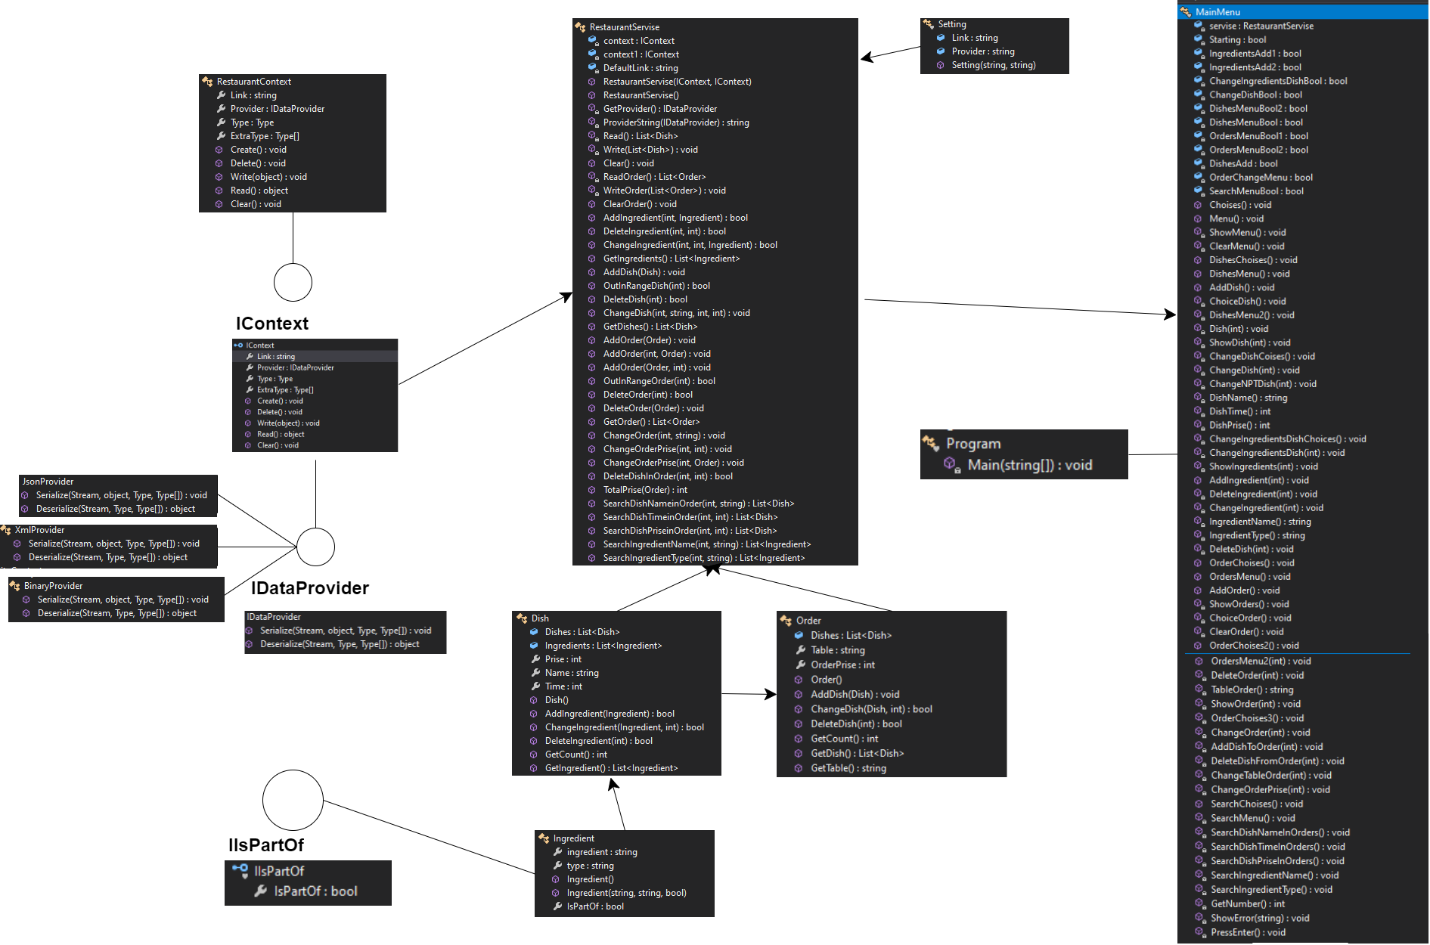 RestaurantContext
Link : string
Provider : IDataProvider
Type : Type
ExtraType : Type[]
Create() : void
Delete() : void
Write(object) : void
Read() : object
Clear() : void
IContext
IContext
Link : string
Provider : IDataProvider
Type : Type
ExtraType : Type[]
Create() : void
Delete() : void
Write(object) : void
Read() : object
Clear() : void
JsonProvider
Serialize(Stream, object, Type, Type[]) : void
Deserialize(Stream, Type, Type[]) : object
XmlProvider
Serialize(Stream, object, Type, Type[]) : void
Deserialize(Stream, Type, Type[]) : object
BinaryProvider
Serialize(Stream, object, Type, Type[]) : void
Deserialize(Stream, Type, Type[]) : object
IDataProvider
IDataProvider
Serialize(Stream, object, Type, Type[]) : void
Deserialize(Stream, Type, Type[]) : object
IIsPartOf
IIsPartOf
IsPartOf : bool
RestaurantServise
context : IContext
context1 : IContext
DefaultLink : string
RestaurantServise(IContext, IContext)
RestaurantServise()
GetProvider() : IDataProvider
ProviderString(IDataProvider) : string
Read() : List<Dish>
Write(List<Dish>) : void
Clear() : void
ReadOrder() : List<Order>
WriteOrder(List<Order>) : void
ClearOrder() : void
AddIngredient(int, Ingredient) : bool
DeleteIngredient(int, int) : bool
ChangeIngredient(int, int, Ingredient) : bool
GetIngredients() : List<Ingredient>
AddDish(Dish) : void
OutInRangeDish(int) : bool
DeleteDish(int) : bool
ChangeDish(int, string, int, int) : void
GetDishes() : List<Dish>
AddOrder(Order) : void
AddOrder(int, Order) : void
AddOrder(Order, int) : void
OutInRangeOrder(int) : bool
DeleteOrder(int) : bool
DeleteOrder(Order) : void
GetOrder() : List<Order>
ChangeOrder(int, string) : void
ChangeOrderPrise(int, int) : void
ChangeOrderPrise(int, Order) : void
DeleteDishInOrder(int, int) : bool
TotalPrise(Order) : int
SearchDishNameinOrder(int, string) : List<Dish>
SearchDishTimeinOrder(int, int) : List<Dish>
SearchDishPriseinOrder(int, int) : List<Dish>
SearchIngredientName(int, string) : List<Ingredient>
SearchIngredientType(int, string) : List<Ingredient>
Setting
Link : string
Provider : string
Setting(string, string)
Dish
Dishes : List<Dish>
Ingredients : List<Ingredient>
Prise : int
Name : string
Time : int
Dish()
AddIngredient(Ingredient) : bool
ChangeIngredient(Ingredient, int) : bool
DeleteIngredient(int) : bool
GetCount() : int
GetIngredient() : List<Ingredient>
Order
Dishes : List<Dish>
Table : string
OrderPrise : int
Order()
AddDish(Dish) : void
ChangeDish(Dish, int) : bool
DeleteDish(int) : bool
GetCount() : int
GetDish() : List<Dish>
GetTable() : string
Ingredient
ingredient : string
type : string
Ingredient()
Ingredient(string, string, bool)
IsPartOf : bool
Program
Main(string[]) : void
MainMenu
servise : RestaurantServise
Starting : bool
IngredientsAdd1 : bool
IngredientsAdd2 : bool
ChangeIngredientsDishBool : bool
ChangeDishBool : bool
DishesMenuBool2 : bool
DishesMenuBool : bool
OrdersMenuBool1 : bool
OrdersMenuBool2 : bool
DishesAdd : bool
OrderChangeMenu : bool
SearchMenuBool : bool
Choises() : void
Menu() : void
ShowMenu() : void
ClearMenu() : void
DishesChoises() : void
DishesMenu() : void
AddDish() : void
ChoiceDish() : void
DishesMenu2() : void
Dish(int) : void
ShowDish(int) : void
ChangeDishCoises() : void
ChangeDish(int) : void
ChangeNPTDish(int) : void
DishName() : string
DishTime() : int
DishPrise() : int
ChangeIngredientsDishChoices() : void
ChangeIngredientsDish(int) : void
ShowIngredients(int) : void
AddIngredient(int) : void
DeleteIngredient(int) : void
ChangeIngredient(int) : void
IngredientName() : string
IngredientType() : string
DeleteDish(int) : void
OrderChoises() : void
OrdersMenu() : void
AddOrder() : void
ShowOrders() : void
ChoiceOrder() : void
ClearOrder() : void
OrderChoises2() : void
OrdersMenu2(int) : void
DeleteOrder(int) : void
TableOrder() : string
ShowOrder(int) : void
OrderChoises3() : void
ChangeOrder(int) : void
AddDishToOrder(int) : void
DeleteDishFromOrder(int) : void
ChangeTableOrder(int) : void
ChangeOrderPrise(int) : void
SearchChoises() : void
SearchMenu() : void
SearchDishNameInOrders() : void
SearchDishTimeInOrders() : void
SearchDishPriseInOrders() : void
SearchIngredientName() : void
SearchIngredientType() : void
GetNumber() : int
ShowError(string) : void
PressEnter() : void